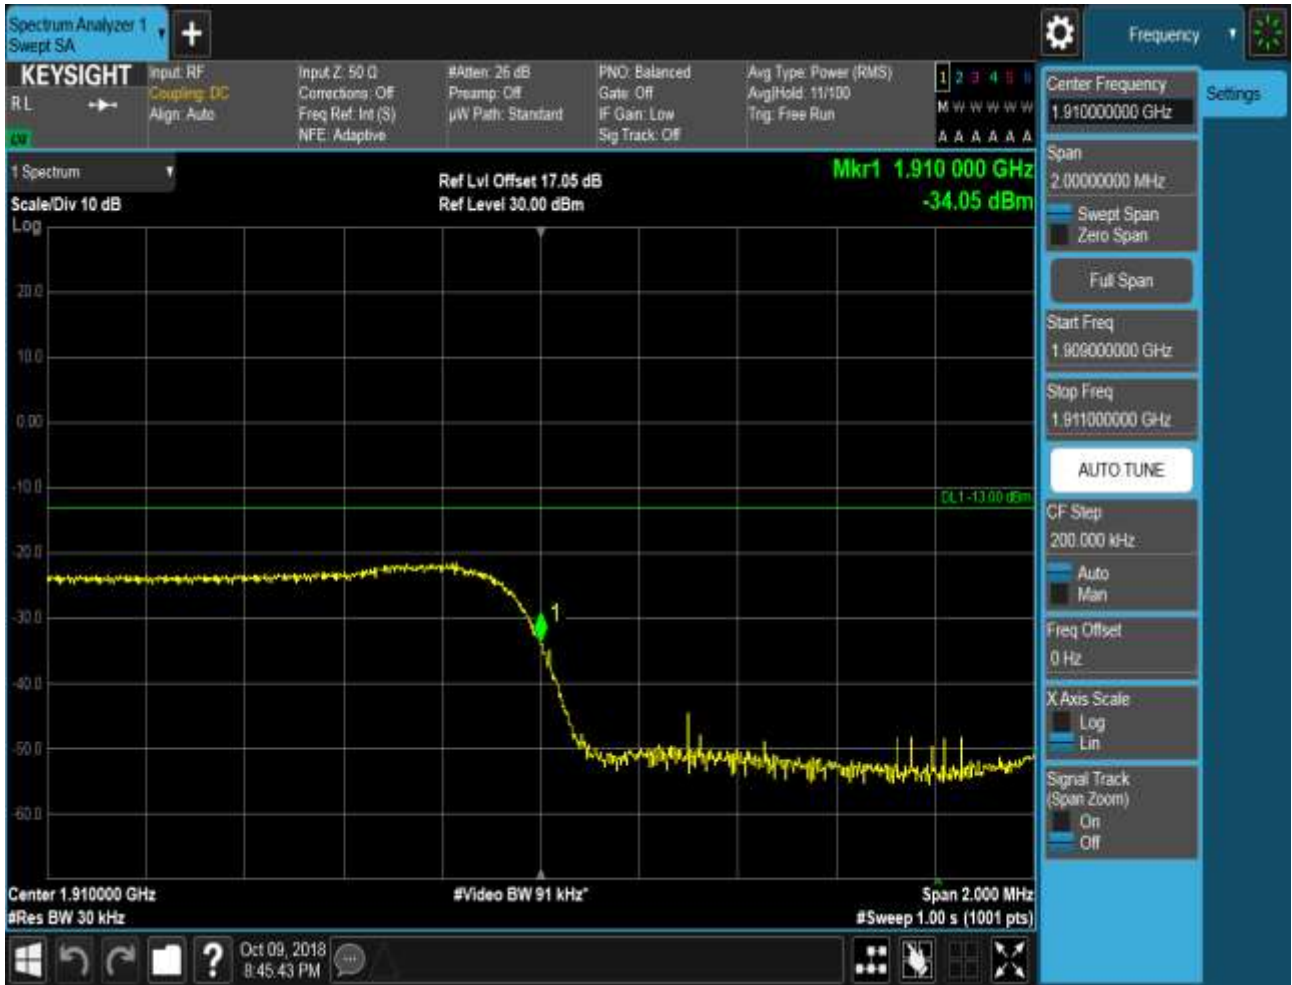 Spectrum Analyzer 1
Swept SA
+
Frequency
KEYSIGHT
RL
LXI
Input: RF
Coupling: DC
Align: Auto
Input Z: 50 Ω
Corrections: Off
Freq Ref: Int (S)
NFE: Adaptive
#Atten: 26 dB
Preamp: Off
µW Path: Standard
PNO: Balanced
Gate: Off
IF Gain: Low
Sig Track: Off
Avg Type: Power (RMS)
Avg|Hold: 11/100
Trig: Free Run
1 2 3 4 5 6
M W W W W W
A A A A A A
1 Spectrum
Scale/Div 10 dB
Log
Ref Lvl Offset 17.05 dB
Ref Level 30.00 dBm
Mkr1 1.910 000 GHz
-34.05 dBm
20.0
10.0
0.00
-10.0
-20.0
-30.0
-40.0
-50.0
-60.0
DL1 -13.00 dBm
1
Center 1.910000 GHz
#Res BW 30 kHz
#Video BW 91 kHz*
Span 2.000 MHz
#Sweep 1.00 s (1001 pts)
Center Frequency
1.910000000 GHz
Settings
Span
2.00000000 MHz
Swept Span
Zero Span
Full Span
Start Freq
1.909000000 GHz
Stop Freq
1.911000000 GHz
AUTO TUNE
CF Step
200.000 kHz
Auto
Man
Freq Offset
0 Hz
X Axis Scale
Log
Lin
Signal Track
(Span Zoom)
On
Off
?
Oct 09, 2018
8:45:43 PM